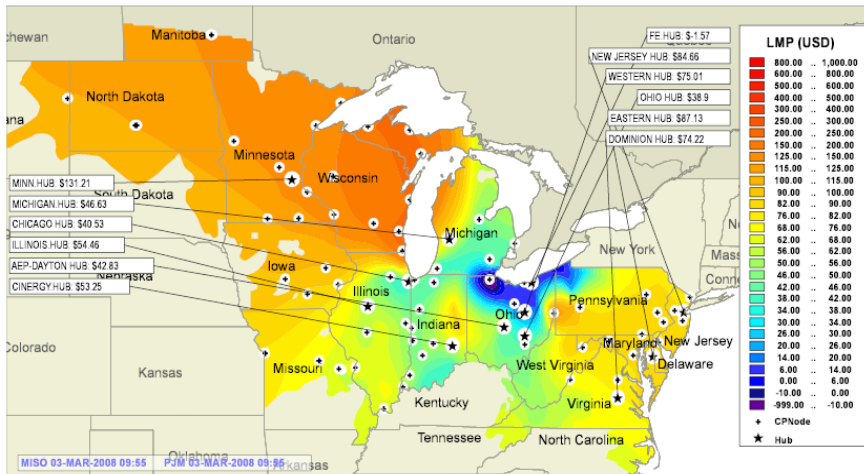 chewan
Manitoba
Ontario
FE.HUB: $-1.57
NEW JERSEY HUB: $84.66
WESTERN HUB: $75.01
OHIO HUB: $38.9
EASTERN HUB: $87.13
DOMINION HUB: $74.22
North Dakota
Minnesota
Wisconsin
MINN.HUB: $131.21
South Dakota
MICHIGAN.HUB: $46.63
CHICAGO HUB: $40.53
ILLINOIS.HUB: $54.46
AEP-DAYTON HUB: $42.83
Nebraska
CINERGY.HUB: $53.25
Michigan
New York
Mass
Conne
Iowa
Illinois
Indiana
Ohio
Pennsylvania
Maryland
New Jersey
Delaware
West Virginia
Virginia
Colorado
Kansas
Missouri
Kentucky
Tennessee
North Carolina
Oklahoma
Arkansas
MISO 03-MAR-2008 09:55 PJM 03-MAR-2008 09:55
LMP (USD)
800.00 .. 1,000.00
600.00 .. 800.00
500.00 .. 600.00
400.00 .. 500.00
300.00 .. 400.00
200.00 .. 300.00
250.00 .. 200.00
150.00 .. 200.00
125.00 .. 150.00
115.00 .. 125.00
100.00 .. 115.00
90.00 .. 100.00
82.00 .. 90.00
76.00 .. 82.00
68.00 .. 76.00
62.00 .. 68.00
56.00 .. 62.00
50.00 .. 56.00
46.00 .. 50.00
42.00 .. 46.00
38.00 .. 42.00
34.00 .. 38.00
30.00 .. 34.00
26.00 .. 30.00
20.00 .. 26.00
14.00 .. 20.00
6.00 .. 14.00
0.00 .. 6.00
-10.00 .. 0.00
-999.00 .. -10.00
CPNode
Hub